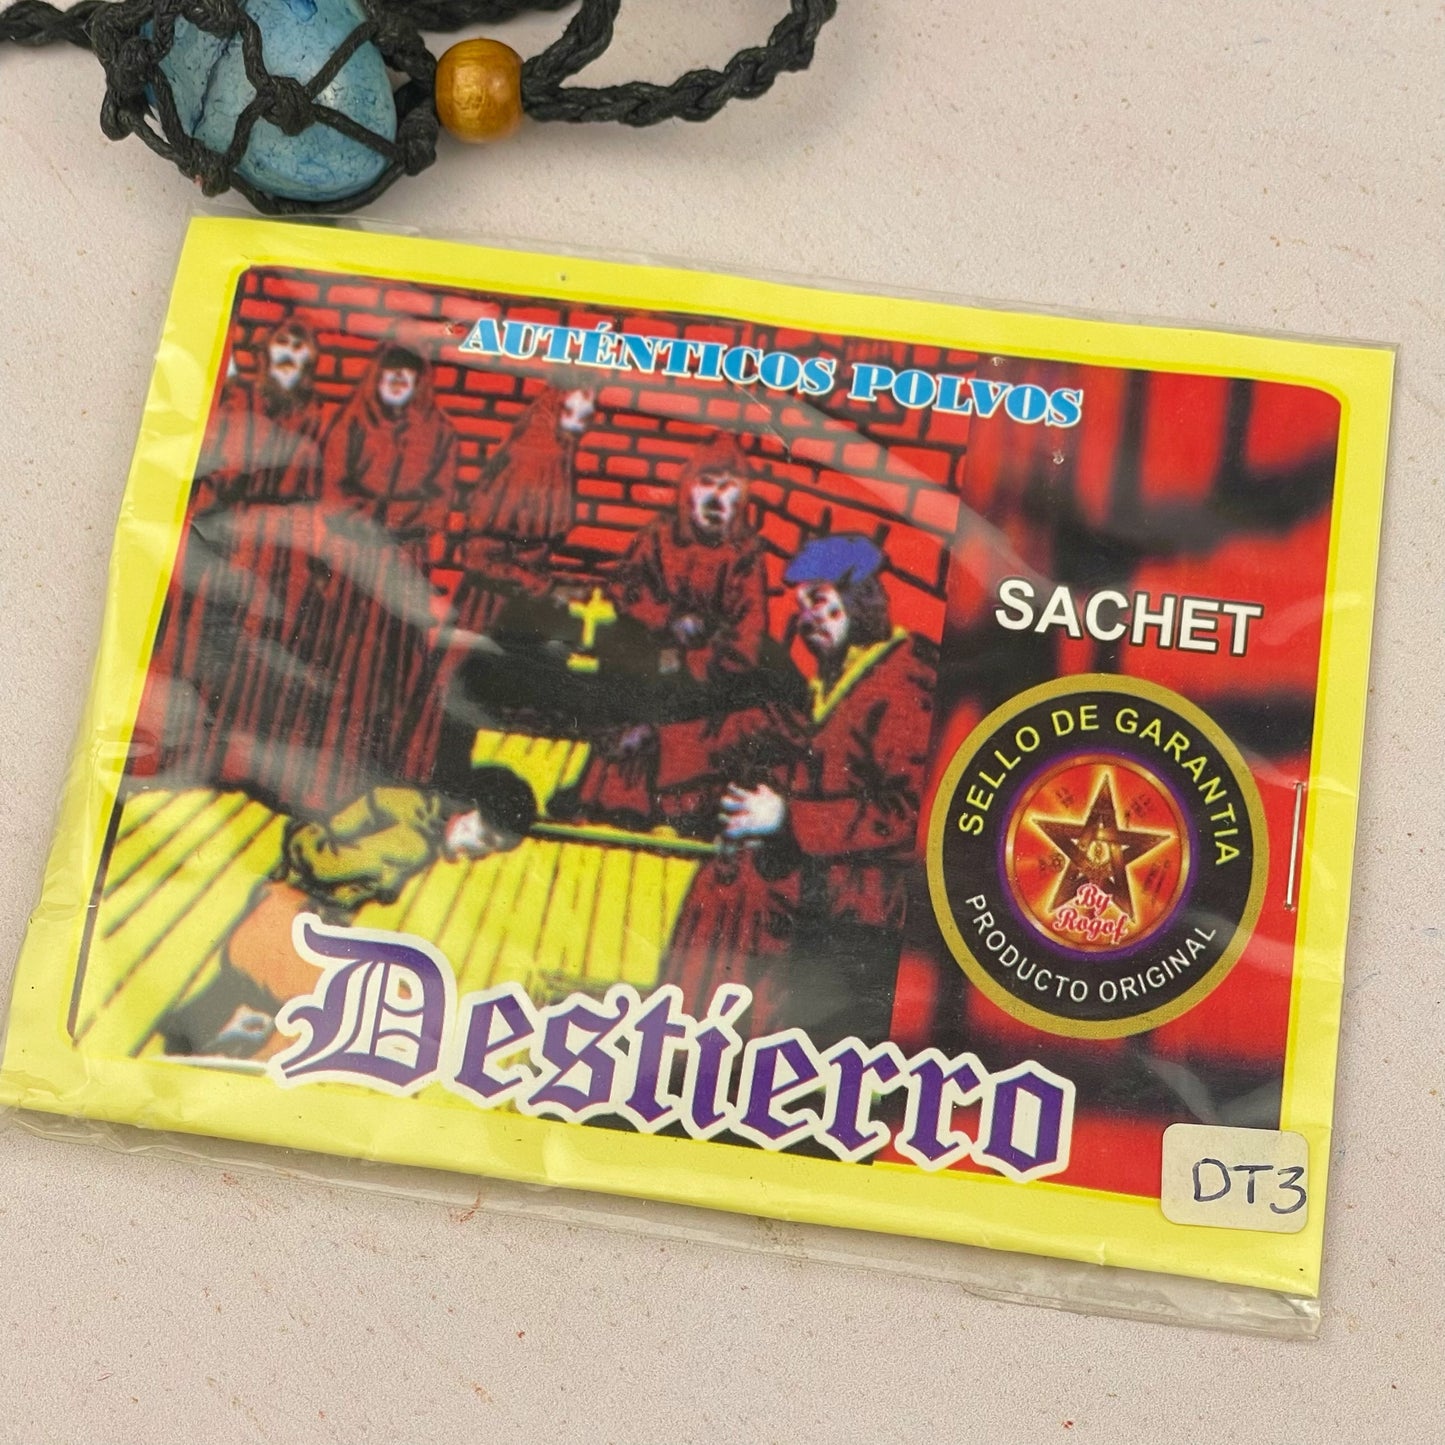 AUTÉNTICOS POLVOS
SACHET
SELLO DE GARANTIA
By
Rogof
PRODUCTO ORIGINAL
Destierro
DT3